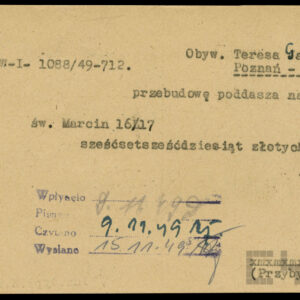 Obyw. Teresa
W-I- 1088/49-712.
Poznań -
przebudowę poddasza na
św. Marcin 16/17
sześćsetsześćdziesiąt złotych
Wpłynęło
Czytano 9.11.49
Wysłano 15.11.49
xxxxxxx
(Przyby